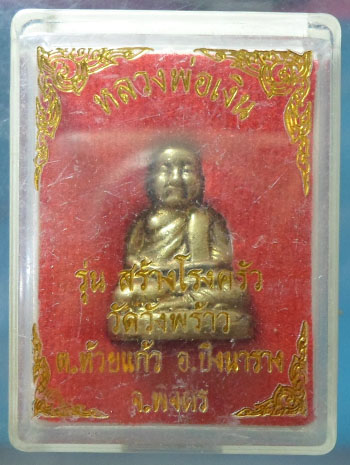 หลวงพ่อเงิน
รุ่น สร้างโรงครัว
วัดวังพร้าว
ต.ห้วยแก้ว อ.บึงนาราง
จ.พิจิตร